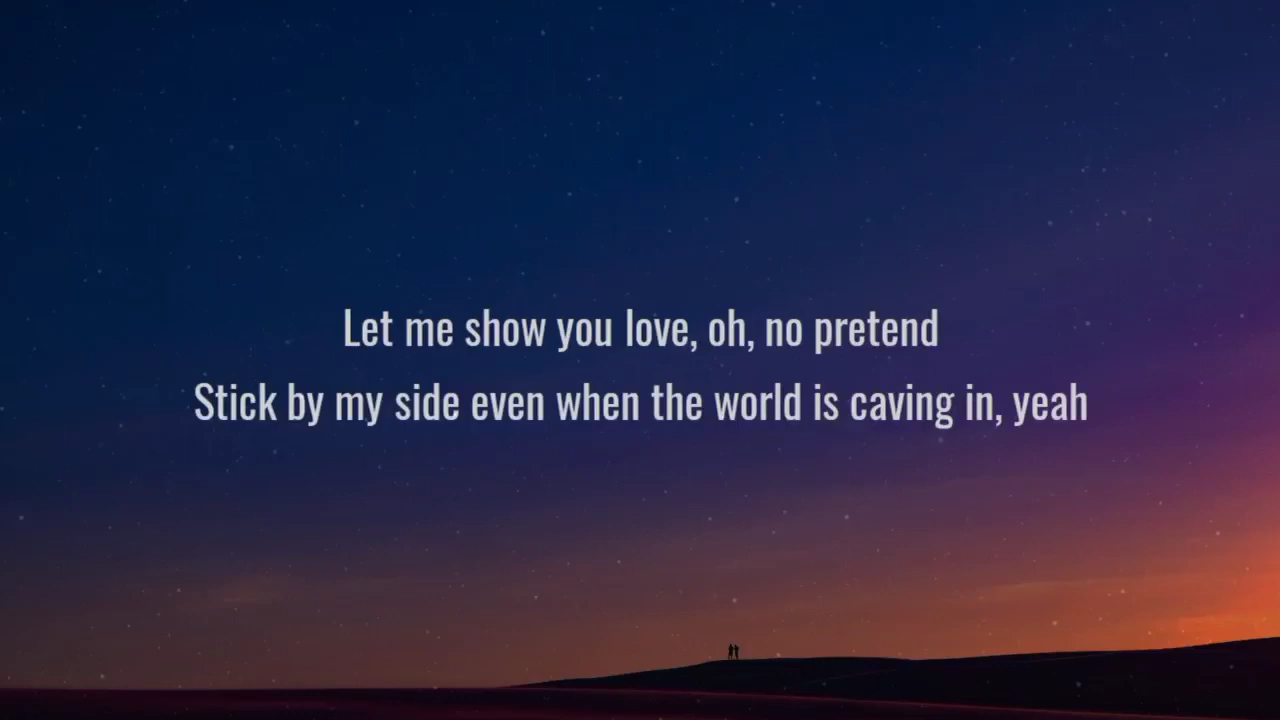 Let me show you love, oh, no pretend
Stick by my side even when the world is caving in, yeah